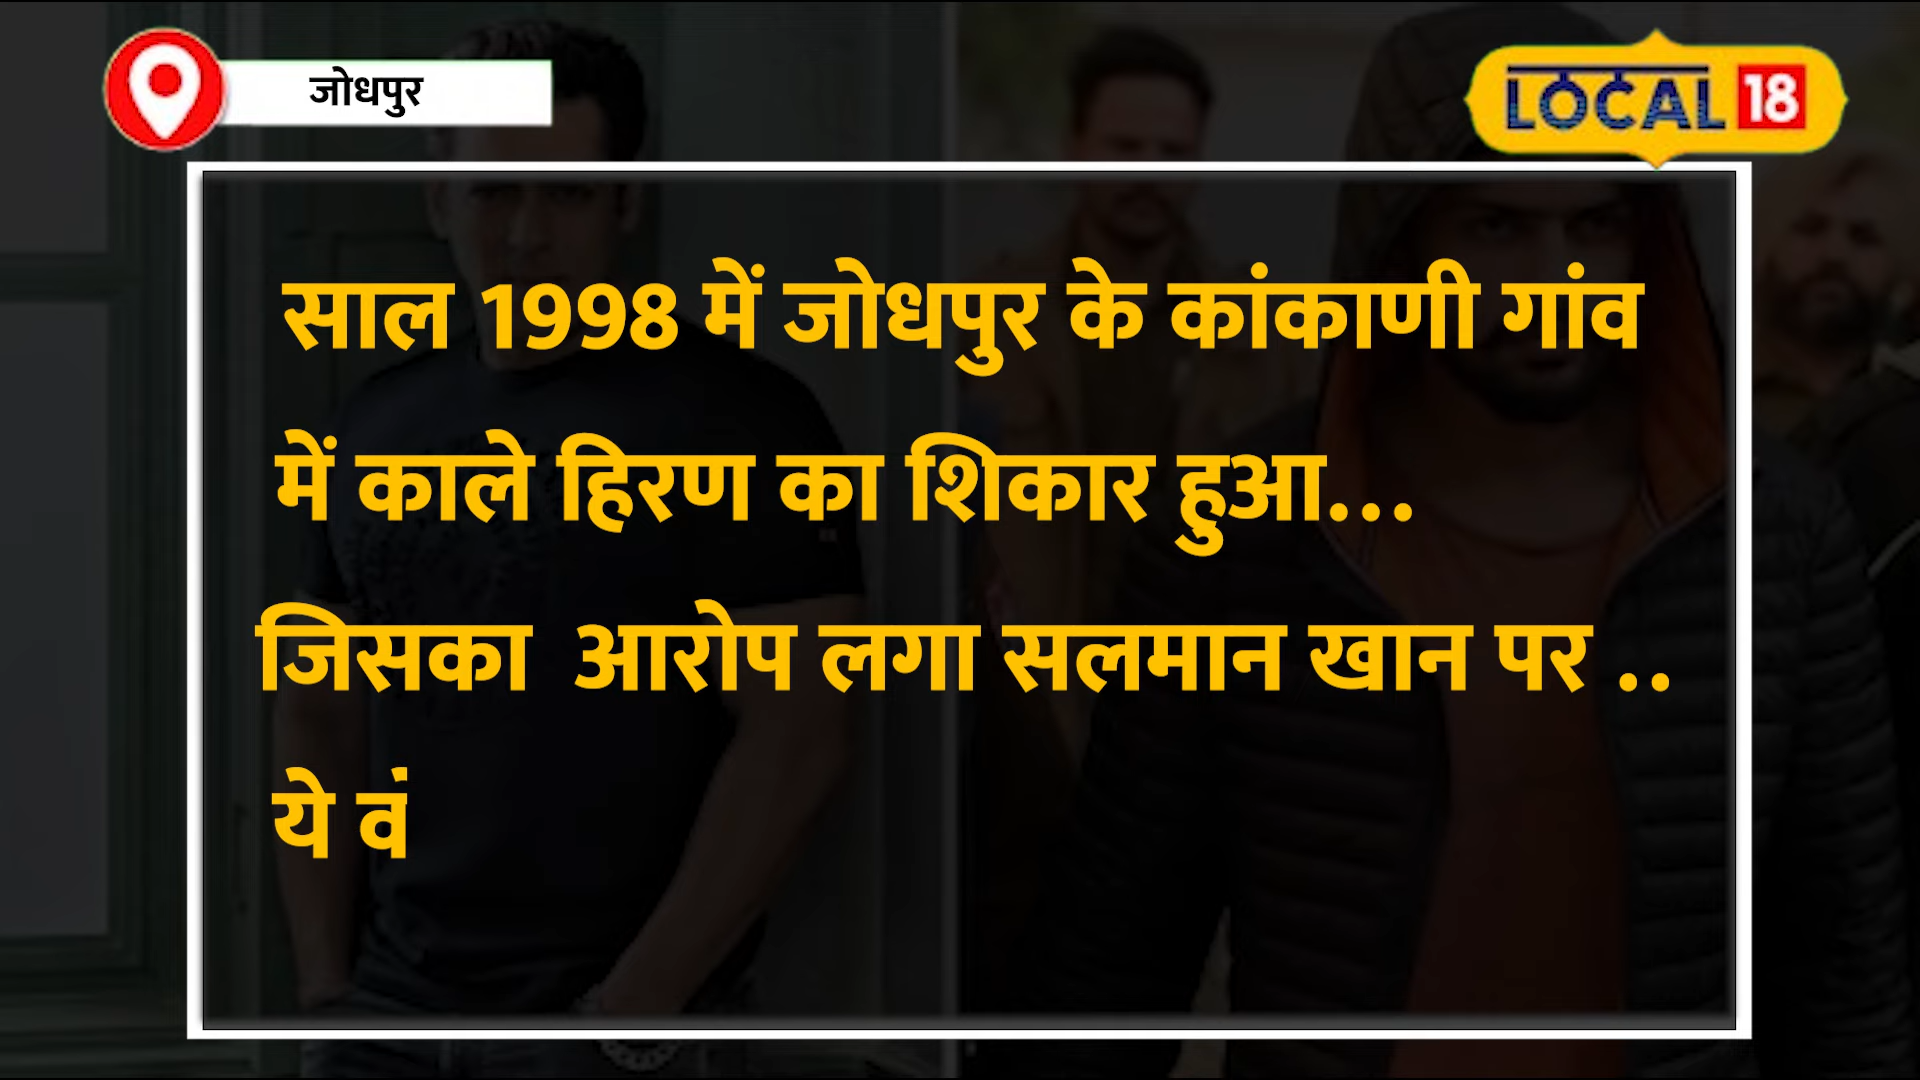 जोधपुर
LOCAL 18
साल 1998 में जोधपुर के कांकाणी गांव
में काले हिरण का शिकार हुआ...
जिसका आरोप लगा सलमान खान पर ..
ये वं